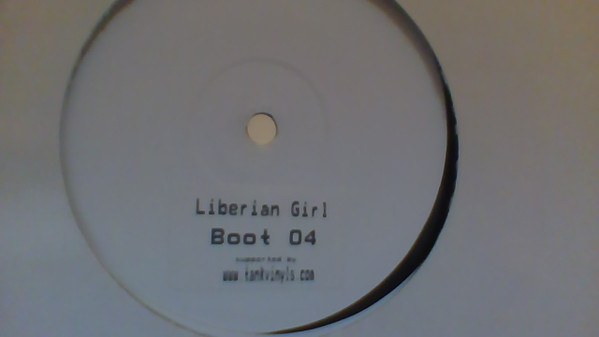 Liberian Girl
Boot 04
supported by
www.tankvinyls.com